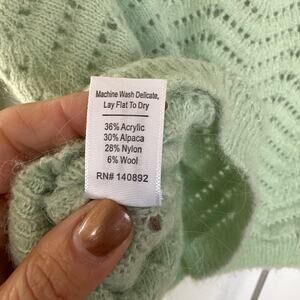 Machine Wash Delicate,
Lay Flat To Dry
36% Acrylic
30% Alpaca
28% Nylon
6% Wool
RN# 140892